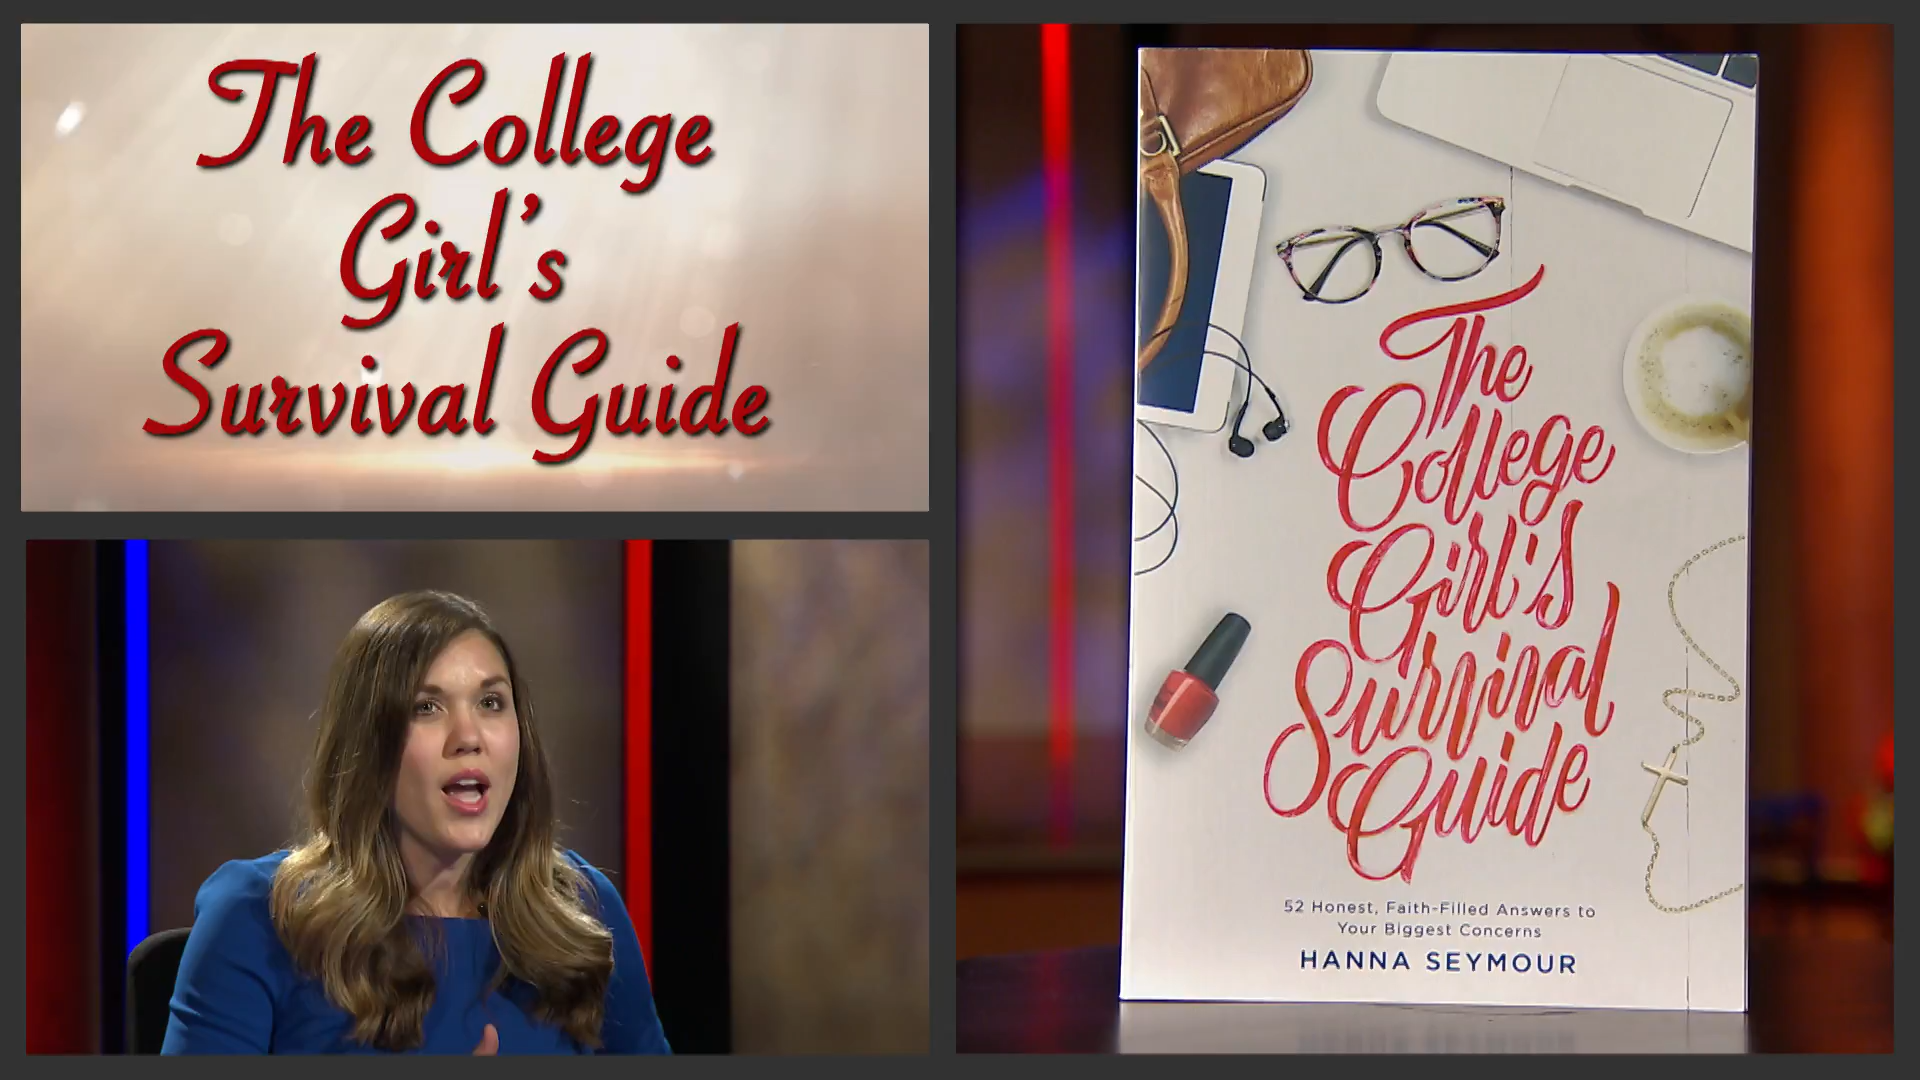 The College
Girl's
Survival Guide
The
College
Girl's
Survival
Guide
52 Honest, Faith-Filled Answers to
Your Biggest Concerns
HANNA SEYMOUR